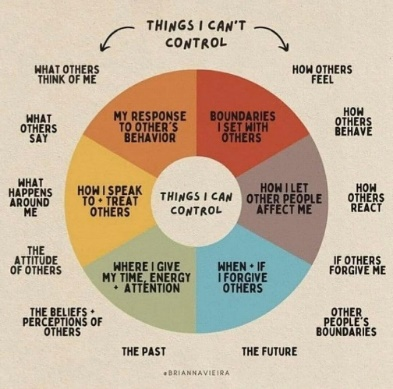 THINGS I CAN'T
CONTROL
WHAT OTHERS
THINK OF ME
HOW OTHERS
FEEL
WHAT
OTHERS
SAY
MY RESPONSE
TO OTHER'S
BEHAVIOR
BOUNDARIES
I SET WITH
OTHERS
HOW
OTHERS
BEHAVE
WHAT
HAPPENS
AROUND
ME
HOW I SPEAK
TO + TREAT
OTHERS
THINGS I CAN
CONTROL
HOW I LET
OTHER PEOPLE
AFFECT ME
HOW
OTHERS
REACT
THE
ATTITUDE
OF OTHERS
WHERE I GIVE
MY TIME, ENERGY
+ ATTENTION
WHEN + IF
I FORGIVE
OTHERS
IF OTHERS
FORGIVE ME
THE BELIEFS +
PERCEPTIONS OF
OTHERS
OTHER
PEOPLE'S
BOUNDARIES
THE PAST
THE FUTURE
@BRIANNAVIEIRA